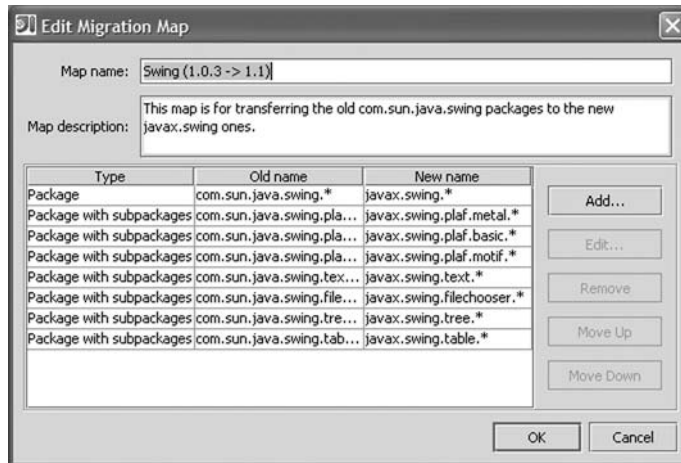 Edit Migration Map
Map name: Swing (1.0.3 -> 1.1)
Map description: This map is for transferring the old com.sun.java.swing packages to the new
javax.swing ones.
Type Old name New name
Package com.sun.java.swing.* javax.swing.*
Package with subpackages com.sun.java.swing.pla... javax.swing.plaf.metal.*
Package with subpackages com.sun.java.swing.pla... javax.swing.plaf.basic.*
Package with subpackages com.sun.java.swing.pla... javax.swing.plaf.motif.*
Package with subpackages com.sun.java.swing.tex... javax.swing.text.*
Package with subpackages com.sun.java.swing.file... javax.swing.filechooser.*
Package with subpackages com.sun.java.swing.tre... javax.swing.tree.*
Package with subpackages com.sun.java.swing.tab... javax.swing.table.*
Add...
Edit...
Remove
Move Up
Move Down
OK Cancel